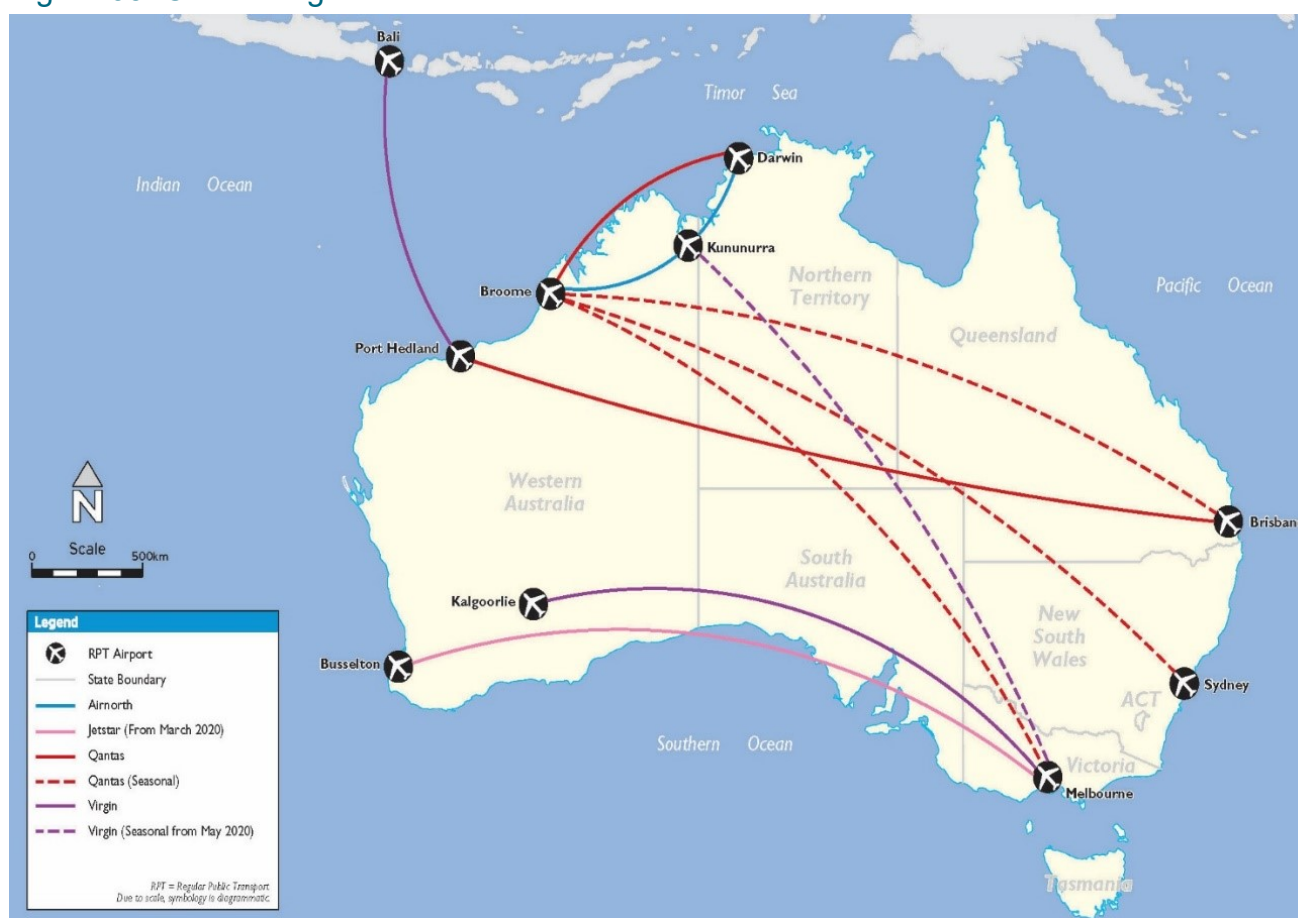 Bali
Timor Sea
Darwin
Indian Ocean
Kununurra
Northern
Territory
Broome
Pacific Ocean
Queensland
Port Hedland
Western
Australia
N
Scale
0 500km
Brisban
South
Australia
Kalgoorlie
New
South
Wales
Busselton
Sydney
ACT
Southern Ocean
Victoria
Melbourne
Tasmania
Legend
RPT Airport
State Boundary
Airnorth
Jetstar (From March 2020)
Qantas
Qantas (Seasonal)
Virgin
Virgin (Seasonal from May 2020)
RPT = Regular Public Transport
Due to scale, symbology is diagrammatic.